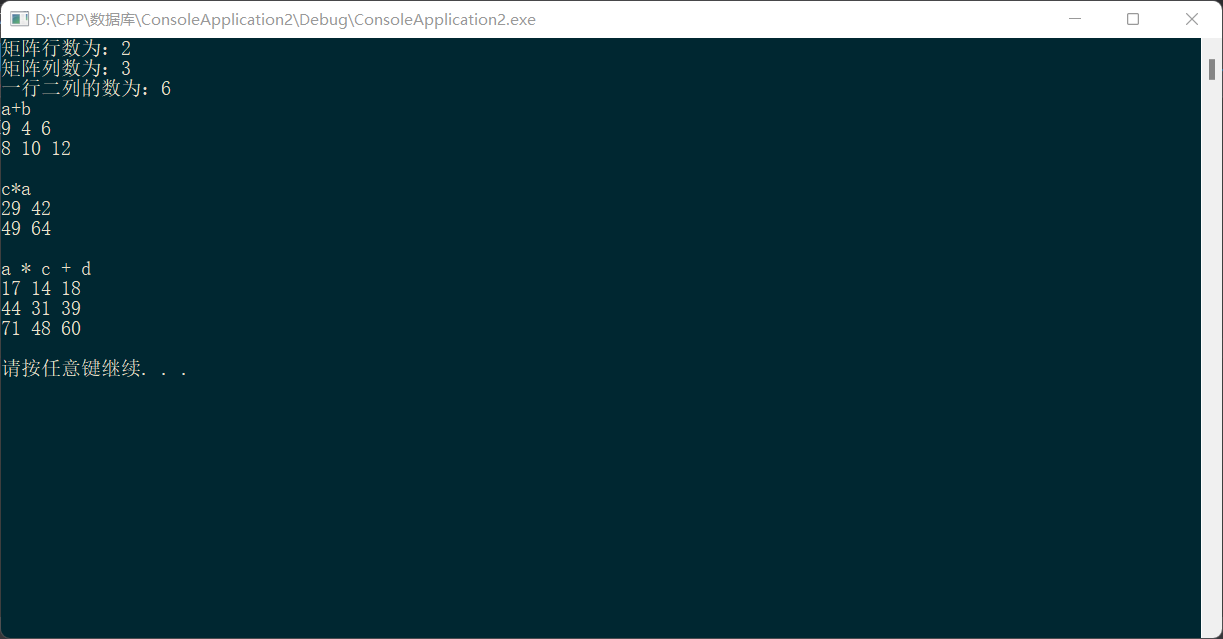 D:\CPP\数据库\ConsoleApplication2\Debug\ConsoleApplication2.exe
矩阵行数为：2
矩阵列数为：3
一行二列的数为：6
a+b
9 4 6
8 10 12
c*a
29 42
49 64
a * c + d
17 14 18
44 31 39
71 48 60
请按任意键继续. . .